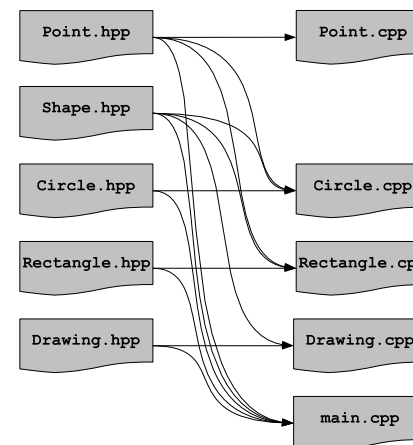 Point.hpp
Point.cpp
Shape.hpp
Circle.hpp
Circle.cpp
Rectangle.hpp
Rectangle.cp
Drawing.hpp
Drawing.cpp
main.cpp